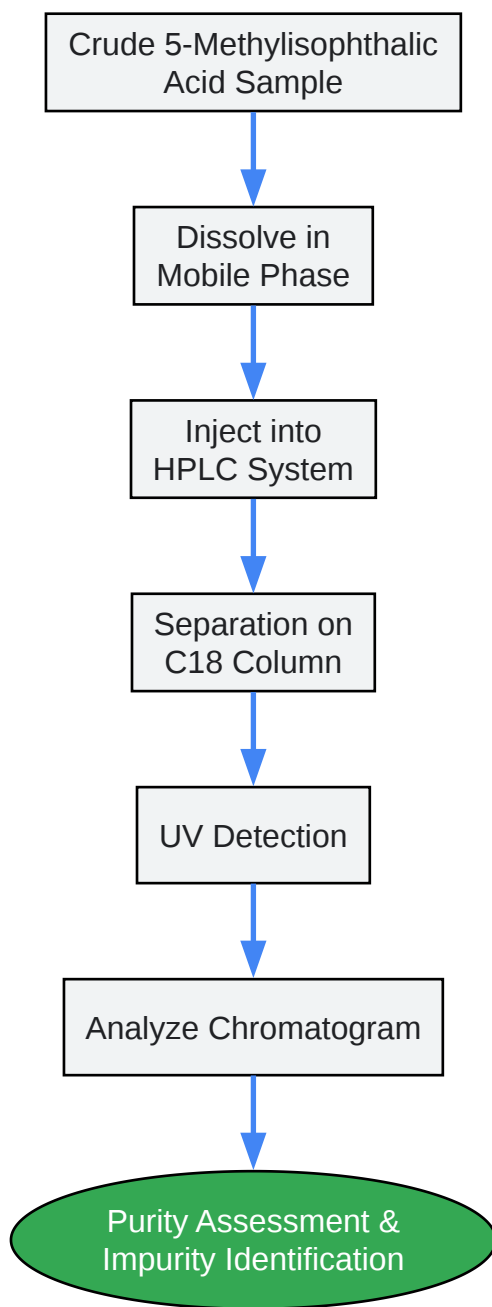 Crude 5-Methylisophthalic
Acid Sample
Dissolve in
Mobile Phase
Inject into
HPLC System
Separation on
C18 Column
UV Detection
Analyze Chromatogram
Purity Assessment &
Impurity Identification